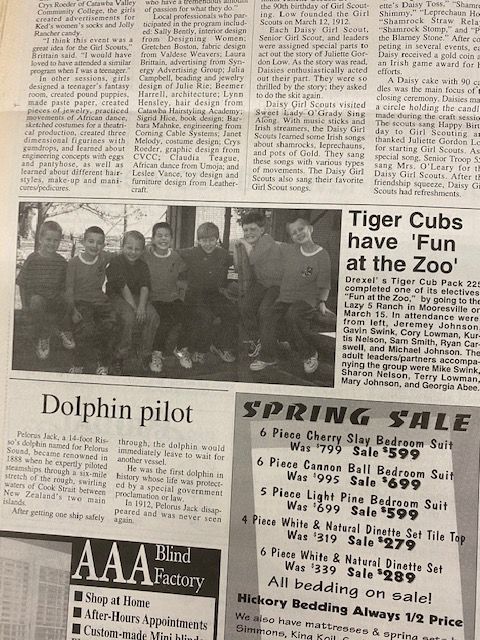 Crys Roeder of Catawba
Valley Community College, the girls
created advertisements for
Ked's women's socks and Jolly
Rancher candy.
"I think this event was a
great idea for the Girl Scouts",
Brittain said. "I would have
loved to have attended a similar
program when I was a teenager."
In other sessions, girls
designed a teenager's fantasy
room, created pound puppies,
made paste paper, created
pieces of jewelry, practiced
movements of African dance,
sketched costumes for a theatri-
cal production, created three
dimensional figures with
gumdrops, and learned about
engineering concepts with eggs
and pantyhose, as well as
learned about different hair-
styles, make-up and mani-
cures/pedicures.
of passion for what they do."
Local professionals who par-
ticipated in the program includ-
ed: Sally Bently, interior design
from Designing Women;
Gretchen Boston, fabric design
from Valdese Weavers; Laura
Brittain, advertising from Syn-
ergy Advertising Group; Julia
Campbell, beading and jewelry
design of Julie Rie; Beemer
Harrell, architecture; Lynn
Hensley, hair design from
Catawba Hairstyling Academy;
Sigrid Hice, book design; Bar-
bara Mahnke, engineering from
Corning Cable Systems; Janet
Melody, costume design; Crys
Roeder, graphic design from
CVCC; Claudia Teague,
African dance from Umoja; and
Leslee Vance, toy design and
furniture design from Leather-
craft.
the 90th birthday of Girl Scout-
ing. Low founded the Girl
Scouts on March 12, 1912.
Each Daisy Girl Scout,
Senior Girl Scout, and leaders
were assigned special parts to
act out the story of Juliette Gor-
don Low. As the story was read,
Daisies enthusiastically acted
out their part. They were so
thrilled by the story; they asked
to do the skit again.
Daisy Girl Scouts visited
Sweet Lady O'Grady Sing
Along. With music sticks and
Irish streamers, the Daisy Girl
Scouts learned some Irish songs
about shamrocks, leprechauns,
and pots of Gold. They sang
these songs with various types
of movements. The Daisy Girl
Scouts also sang their favorite
Girl Scout songs.
Shimmy," "Leprechaun
"Shamrock Straw
"Shamrock Stomp," and
the Blarney Stone." After
peting in several events,
Daisy received a gold coin
an Irish game award for
efforts.
A Daisy cake with 90
dles was the main focus of
closing ceremony. Daisies
a circle holding the
made during the craft
The scouts sang Happy
day to Girl Scouting
thanked Juliette Gordon
for starting Girl Scouts.
special song, Senior Troop
sang Mrs. O'Leary for
Daisy Girl Scouts. After
friendship squeeze, Daisy
Scouts had refreshments.
Tiger Cubs
have 'Fun
at the Zoo'
Drexel's Tiger Cub Pack 225
completed one of its electives
"Fun at the Zoo," by going to the
Lazy 5 Ranch in Mooresville on
March 15. In attendance were
from left, Jeremey Johnson,
Gavin Swink, Cory Lowman, Kur-
tis Nelson, Sam Smith, Ryan Car-
swell, and Michael Johnson. The
adult leaders/partners accompa-
nying the group were Mike Swink,
Sharon Nelson, Terry Lowman,
Mary Johnson, and Georgia Abee.
Dolphin pilot
Pelorus Jack, a 14-foot Ris-
so's dolphin named for Pelorus
Sound, became renowned in
1888 when he expertly piloted
steamships through a six-mile
stretch of the rough, swirling
waters of Cook Strait between
New Zealand's two main
islands.
After getting one ship safely
through, the dolphin would
immediately leave to wait for
another vessel.
He was the first dolphin in
history whose life was protect-
ed by a special government
proclamation or law.
In 1912, Pelorus Jack disap-
peared and was never seen
again.
AAA Blind
Factory
■ Shop at Home
■ After-Hours Appointments
■ Custom-made Mini blinds
SPRING SALE
6 Piece Cherry Slay Bedroom Suit
Was $799 Sale $599
6 Piece Cannon Ball Bedroom Suit
Was $995 Sale $699
5 Piece Light Pine Bedroom Suit
Was $699 Sale $599
4 Piece White & Natural Dinette Set Tile Top
Was $319 Sale $279
6 Piece White & Natural Dinette Set
Was $339 Sale $289
All bedding on sale!
Hickory Bedding Always 1/2 Price
We also have mattresses & spring
Simmons, King Koil,